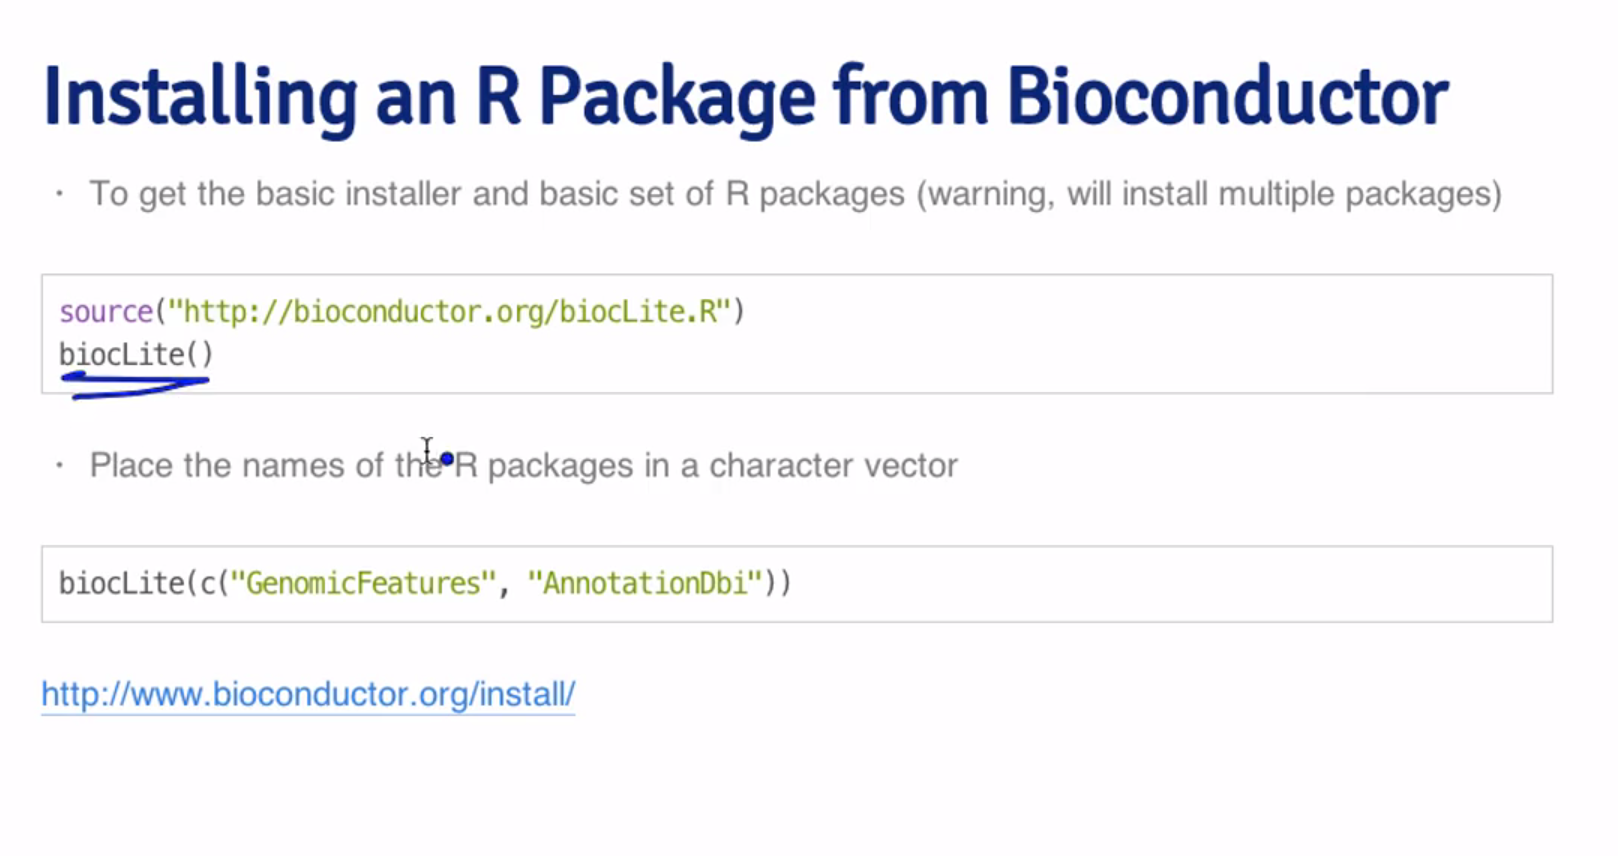 Installing an R Package from Bioconductor
· To get the basic installer and basic set of R packages (warning, will install multiple packages)
source("http://bioconductor.org/biocLite.R")
biocLite()
· Place the names of the R packages in a character vector
biocLite(c("GenomicFeatures", "AnnotationDbi"))
http://www.bioconductor.org/install/